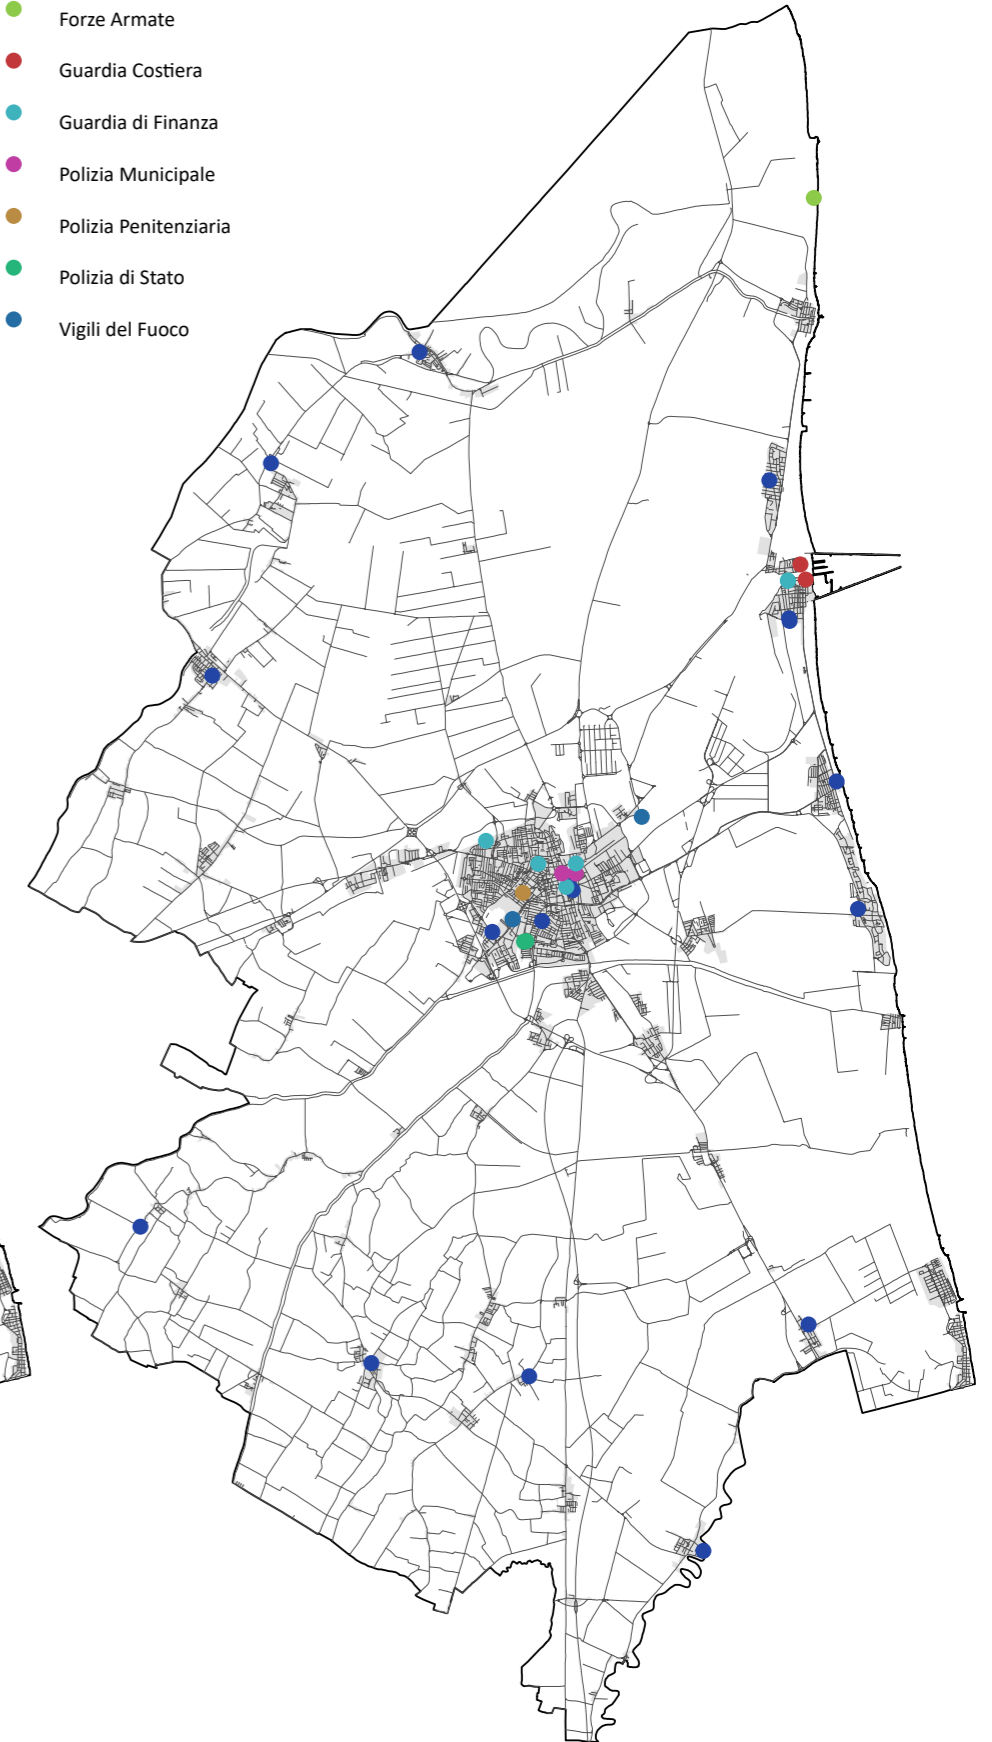 Forze Armate
Guardia Costiera
Guardia di Finanza
Polizia Municipale
Polizia Penitenziaria
Polizia di Stato
Vigili del Fuoco